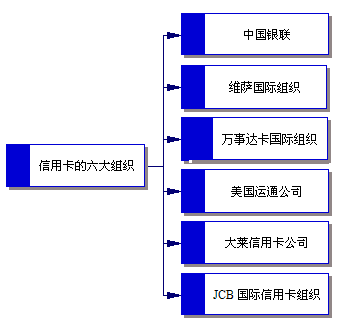 信用卡的六大组织
中国银联
维萨国际组织
万事达卡国际组织
美国运通公司
大莱信用卡公司
JCB 国际信用卡组织